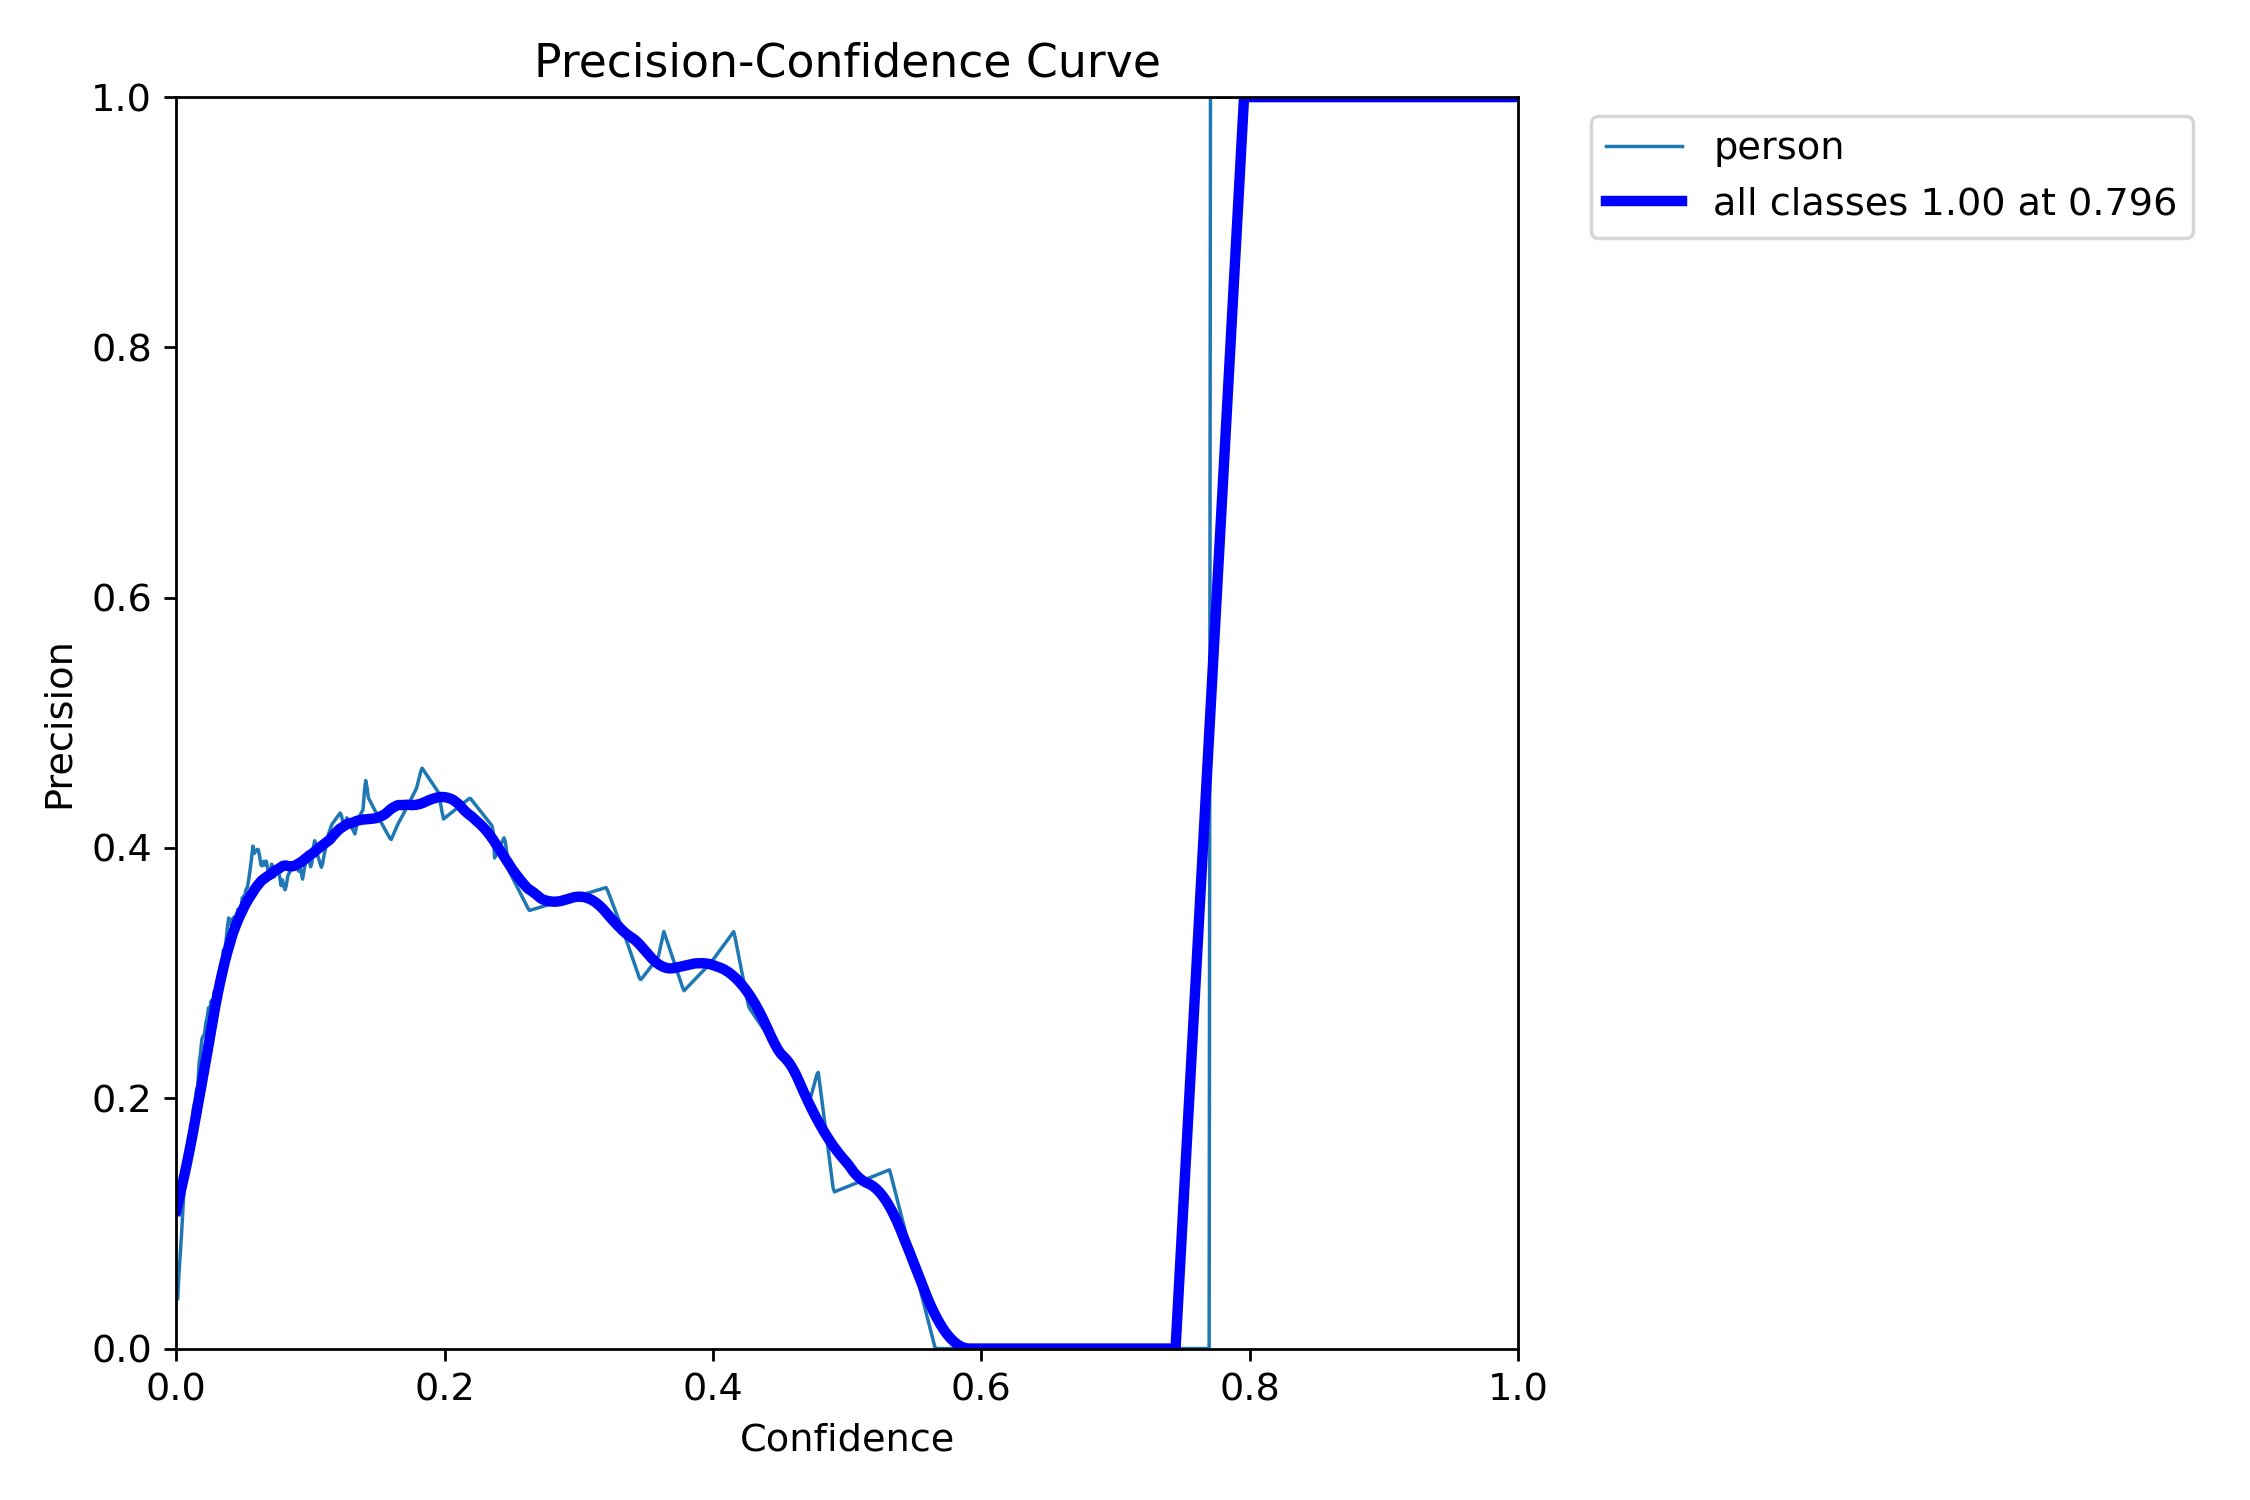 Precision-Confidence Curve
1.0
0.8
0.6
0.4
0.2
0.0
Precision
0.0 0.2 0.4 0.6 0.8 1.0
Confidence
person
all classes 1.00 at 0.796